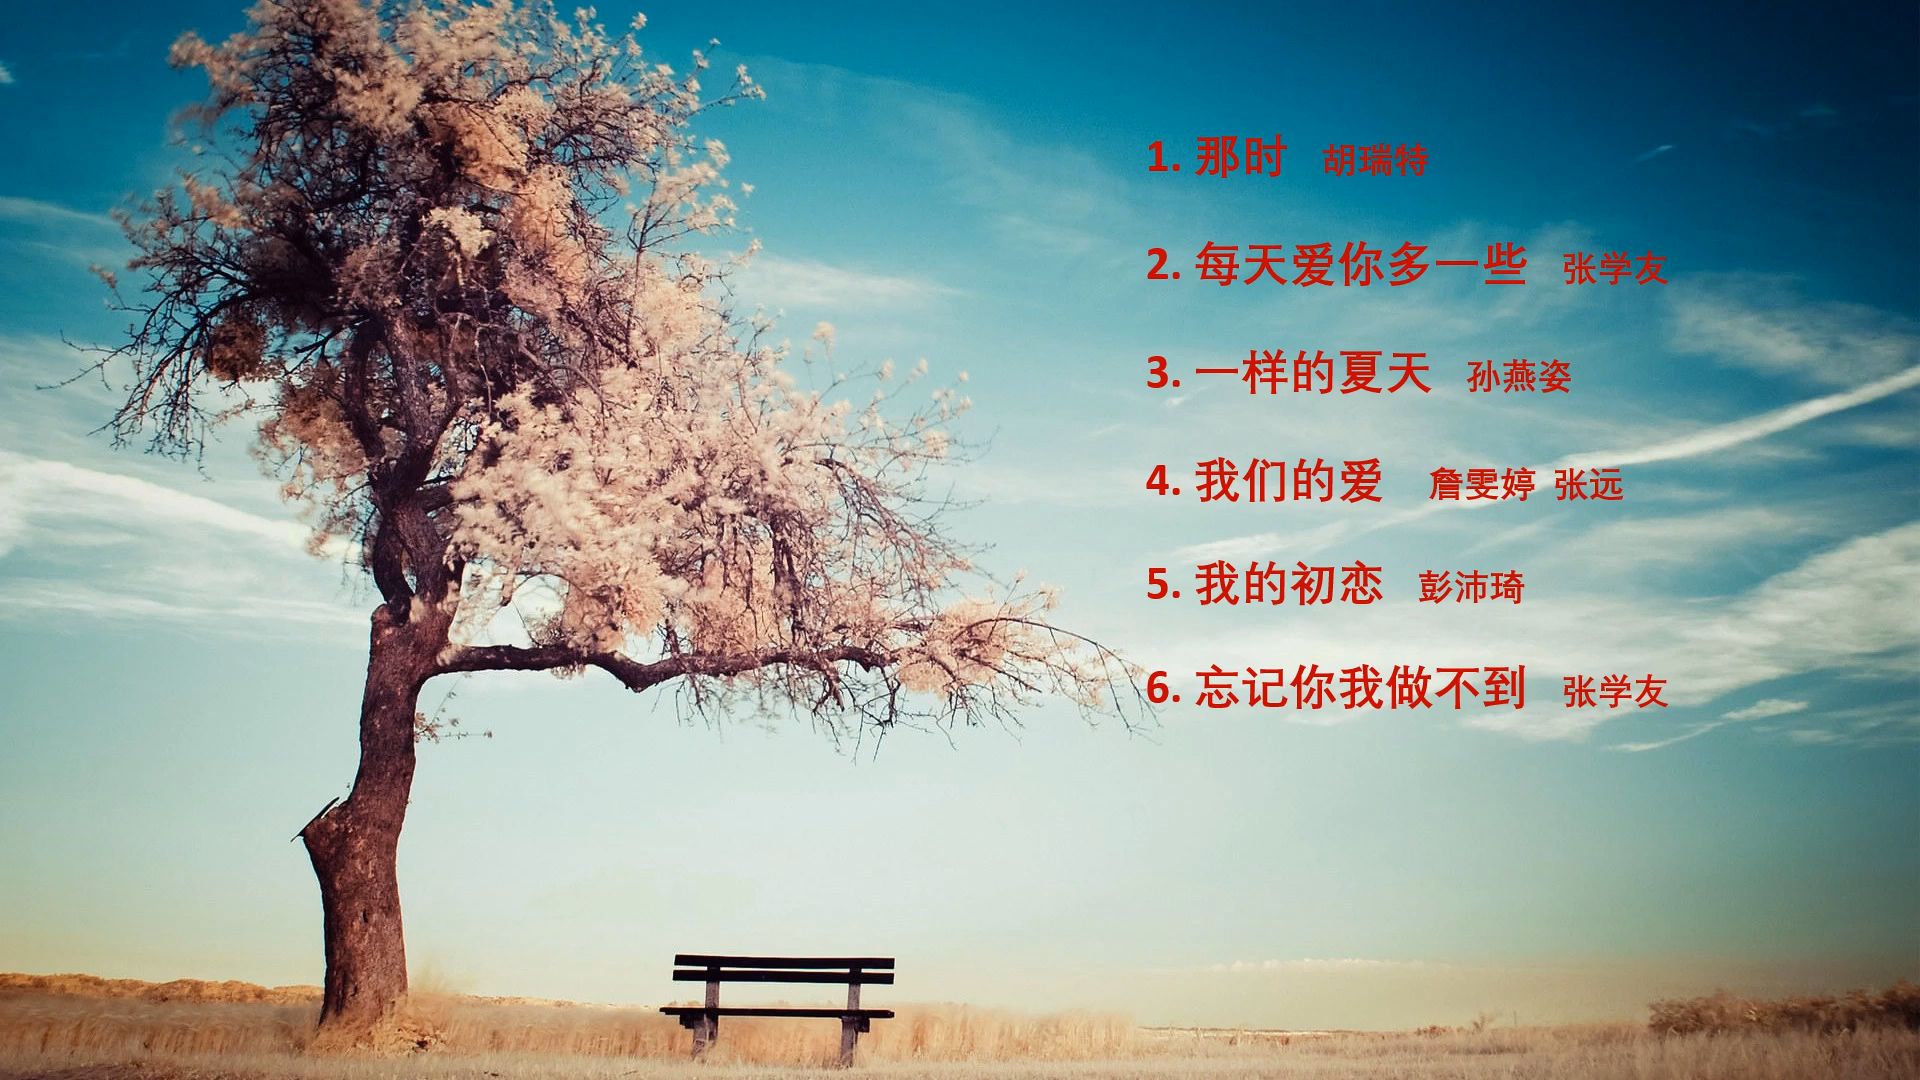 1. 那时 胡瑞特
2. 每天爱你多一些 张学友
3. 一样的夏天 孙燕姿
4. 我们的爱 詹雯婷 张远
5. 我的初恋 彭沛琦
6. 忘记你我做不到 张学友